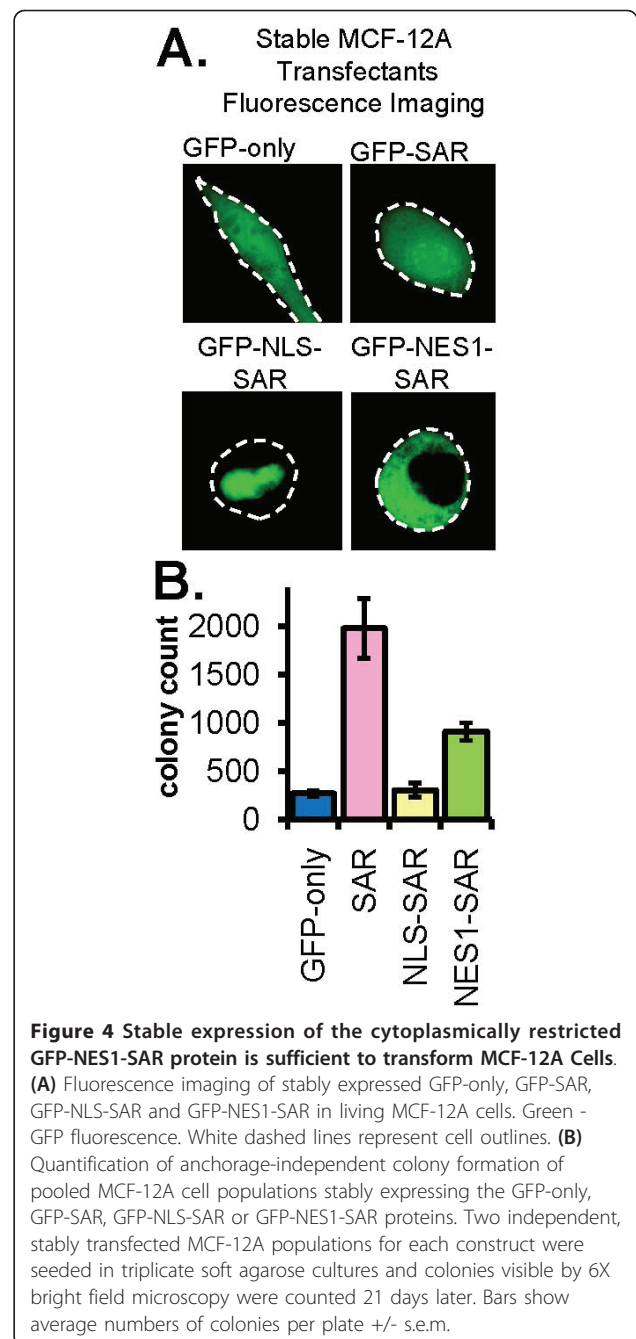 A. Stable MCF-12A
Transfectants
Fluorescence Imaging
GFP-only GFP-SAR
GFP-NLS-
SAR
GFP-NES1-
SAR
B.
colony count
2000
1500
1000
500
0
GFP-only
SAR
NLS-SAR
NES1-SAR
Figure 4 Stable expression of the cytoplasmically restricted
GFP-NES1-SAR protein is sufficient to transform MCF-12A Cells.
(A) Fluorescence imaging of stably expressed GFP-only, GFP-SAR,
GFP-NLS-SAR and GFP-NES1-SAR in living MCF-12A cells. Green -
GFP fluorescence. White dashed lines represent cell outlines. (B)
Quantification of anchorage-independent colony formation of
pooled MCF-12A cell populations stably expressing the GFP-only,
GFP-SAR, GFP-NLS-SAR or GFP-NES1-SAR proteins. Two independent,
stably transfected MCF-12A populations for each construct were
seeded in triplicate soft agarose cultures and colonies visible by 6X
bright field microscopy were counted 21 days later. Bars show
average numbers of colonies per plate +/- s.e.m.